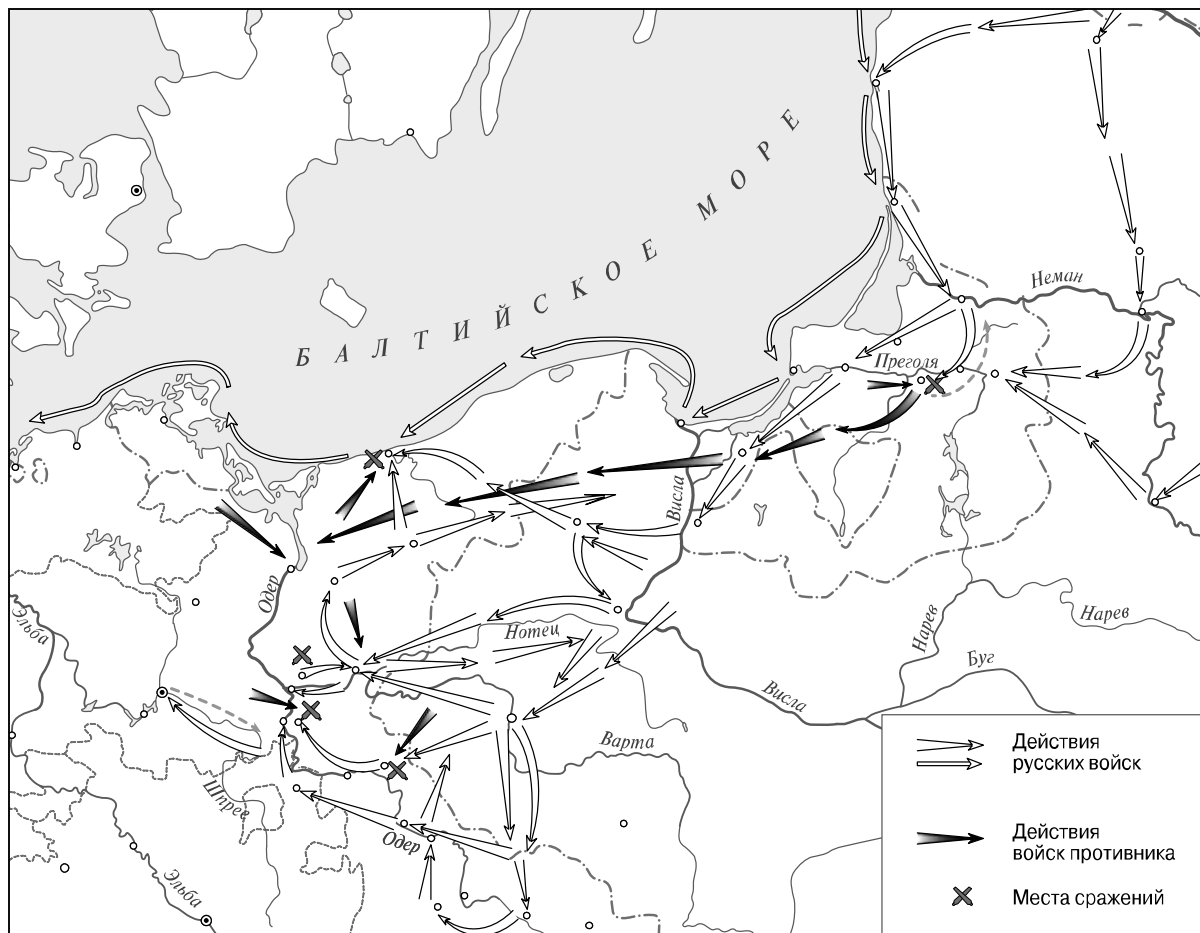 БАЛТИЙСКОЕ МОРЕ
Неман
Преголя
Висла
Одер
Эльба
Нотец
Нарев
Нарев
Буг
Висла
Варта
Шпрее
Одер
Эльба
Действия
русских войск
Действия
войск противника
Места сражений